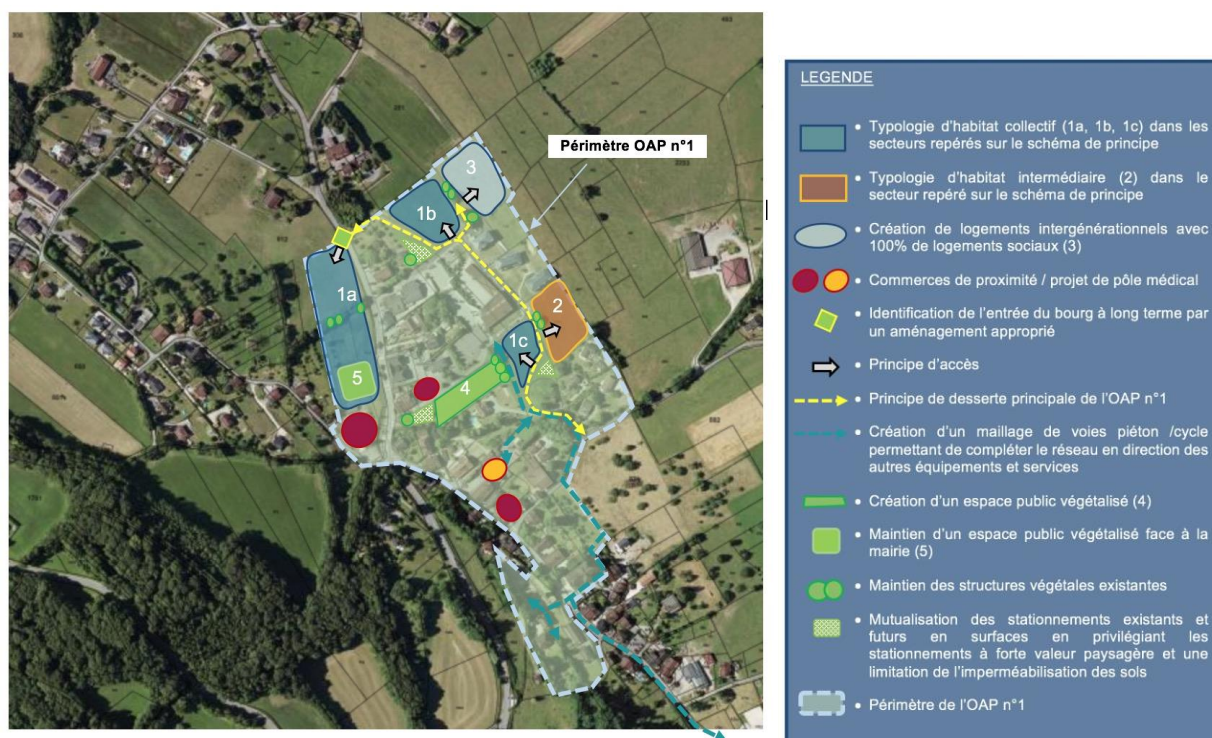 Périmètre OAP n°1
3
1b
1a
2
1c
5
4
LEGENDE
• Typologie d'habitat collectif (1a, 1b, 1c) dans les
secteurs repérés sur le schéma de principe
• Typologie d'habitat intermédiaire (2) dans le
secteur repéré sur le schéma de principe
• Création de logements intergénérationnels avec
100% de logements sociaux (3)
• Commerces de proximité / projet de pôle médical
• Identification de l'entrée du bourg à long terme par
un aménagement approprié
• Principe d'accès
• Principe de desserte principale de l'OAP n°1
• Création d'un maillage de voies piéton /cycle
permettant de compléter le réseau en direction des
autres équipements et services
• Création d'un espace public végétalisé (4)
• Maintien d'un espace public végétalisé face à la
mairie (5)
• Maintien des structures végétales existantes
• Mutualisation des stationnements existants et
futurs en surfaces en privilégiant les
stationnements à forte valeur paysagère et une
limitation de l'imperméabilisation des sols
• Périmètre de l'OAP n°1